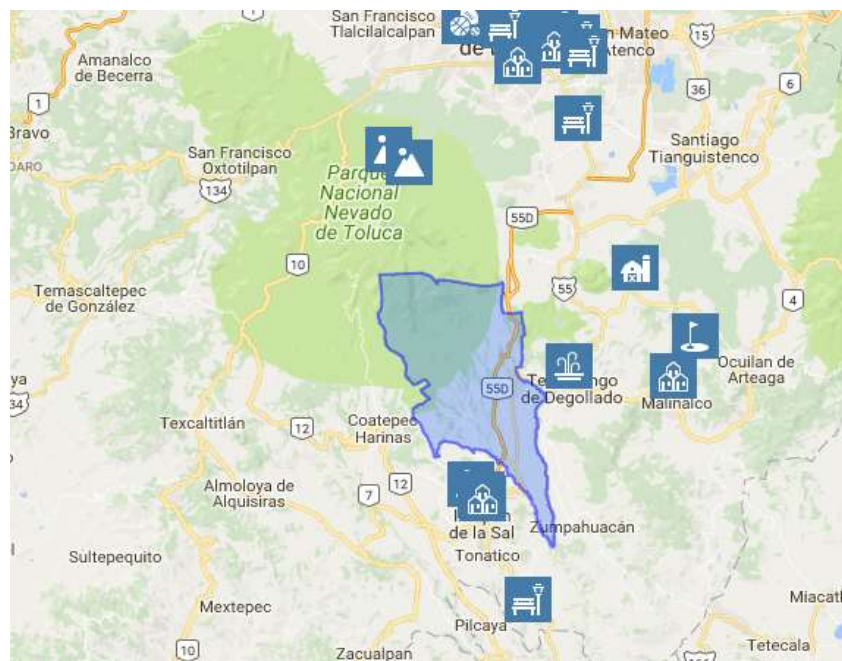 San Francisco
Tlalcilalcalpan
de
Mateo
Atenco
15
Amanalco
de Becerra
1
Bravo
36
6
San Francisco
Oxtotilpan
134
Santiago
Tianguistenco
Parque
Nacional
Nevado
de Toluca
55D
10
55
Temascaltepec
de González
4
Ocuilan de
Arteaga
55D
de Degollado
Malinalco
Texcaltitlán
12
Coatepec
Harinas
Almoloya de
Alquisiras
7
12
de la Sal
Zumpahuacán
Tonatico
Sultepequito
Mextepec
10
Pilcaya
Zacualpan
Tetecala